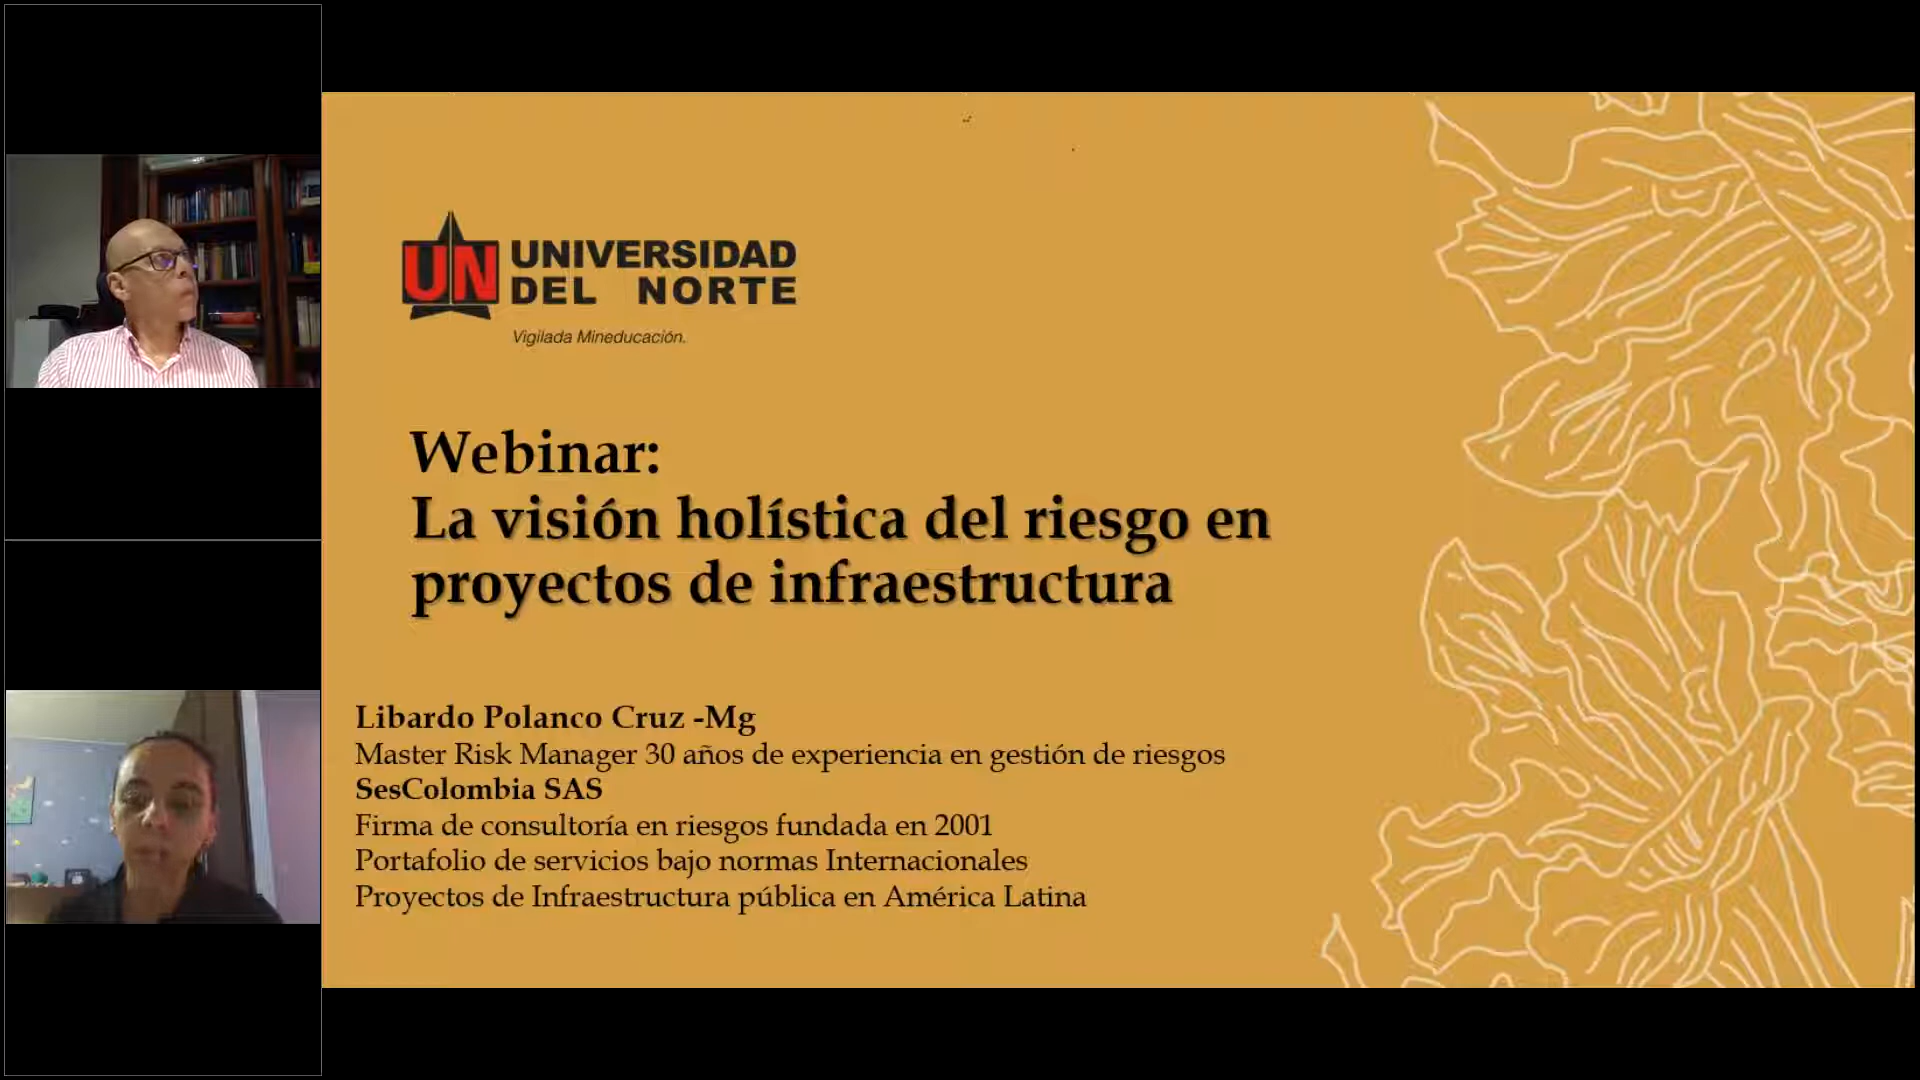 UN UNIVERSIDAD
DEL NORTE
Vigilada Mineducación.
Webinar:
La visión holística del riesgo en
proyectos de infraestructura
Libardo Polanco Cruz -Mg
Master Risk Manager 30 años de experiencia en gestión de riesgos
SesColombia SAS
Firma de consultoría en riesgos fundada en 2001
Portafolio de servicios bajo normas Internacionales
Proyectos de Infraestructura pública en América Latina